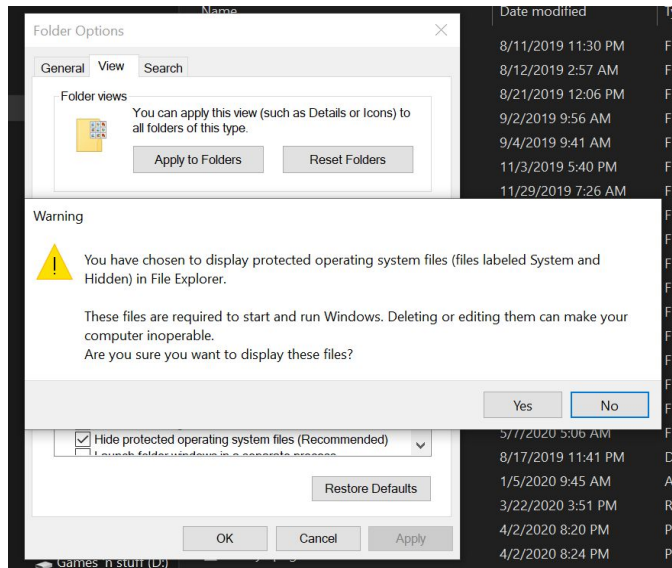 Name
Date modified
Folder Options
8/11/2019 11:30 PM F
General View Search
8/12/2019 2:57 AM F
Folder views
8/21/2019 12:06 PM F
You can apply this view (such as Details or Icons) to
all folders of this type.
9/2/2019 9:56 AM F
9/4/2019 9:41 AM F
Apply to Folders Reset Folders
11/3/2019 5:40 PM F
11/29/2019 7:26 AM F
Warning
You have chosen to display protected operating system files (files labeled System and
Hidden) in File Explorer.
These files are required to start and run Windows. Deleting or editing them can make your
computer inoperable.
Are you sure you want to display these files?
Yes No
5/7/2020 5:06 AM F
Hide protected operating system files (Recommended)
Launch folder windows in a separate process
8/17/2019 11:41 PM D
1/5/2020 9:45 AM A
Restore Defaults
3/22/2020 3:51 PM R
4/2/2020 8:20 PM P
OK Cancel Apply
4/2/2020 8:24 PM P
Games 'n stuff (D:)